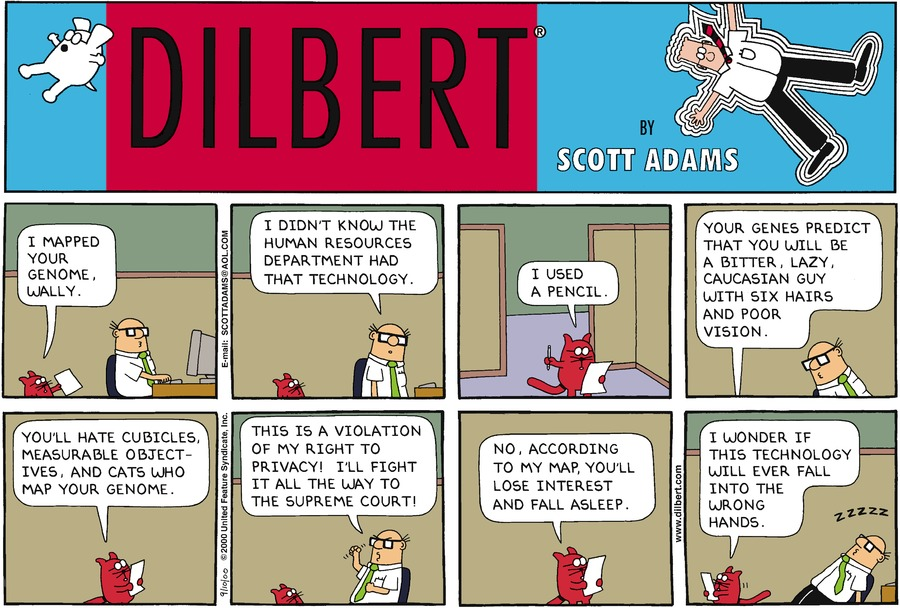 DILBERT®
BY
SCOTT ADAMS
I MAPPED
YOUR
GENOME,
WALLY.
E-mail: SCOTTADAMS@AOL.COM
I DIDN'T KNOW THE
HUMAN RESOURCES
DEPARTMENT HAD
THAT TECHNOLOGY.
I USED
A PENCIL.
YOUR GENES PREDICT
THAT YOU WILL BE
A BITTER, LAZY,
CAUCASIAN GUY
WITH SIX HAIRS
AND POOR
VISION.
YOU'LL HATE CUBICLES,
MEASURABLE OBJECT-
IVES, AND CATS WHO
MAP YOUR GENOME.
9/10/00 © 2000 United Feature Syndicate, Inc.
THIS IS A VIOLATION
OF MY RIGHT TO
PRIVACY! I'LL FIGHT
IT ALL THE WAY TO
THE SUPREME COURT!
NO, ACCORDING
TO MY MAP, YOU'LL
LOSE INTEREST
AND FALL ASLEEP.
www.dilbert.com
I WONDER IF
THIS TECHNOLOGY
WILL EVER FALL
INTO THE
WRONG
HANDS.
ZZZZZ